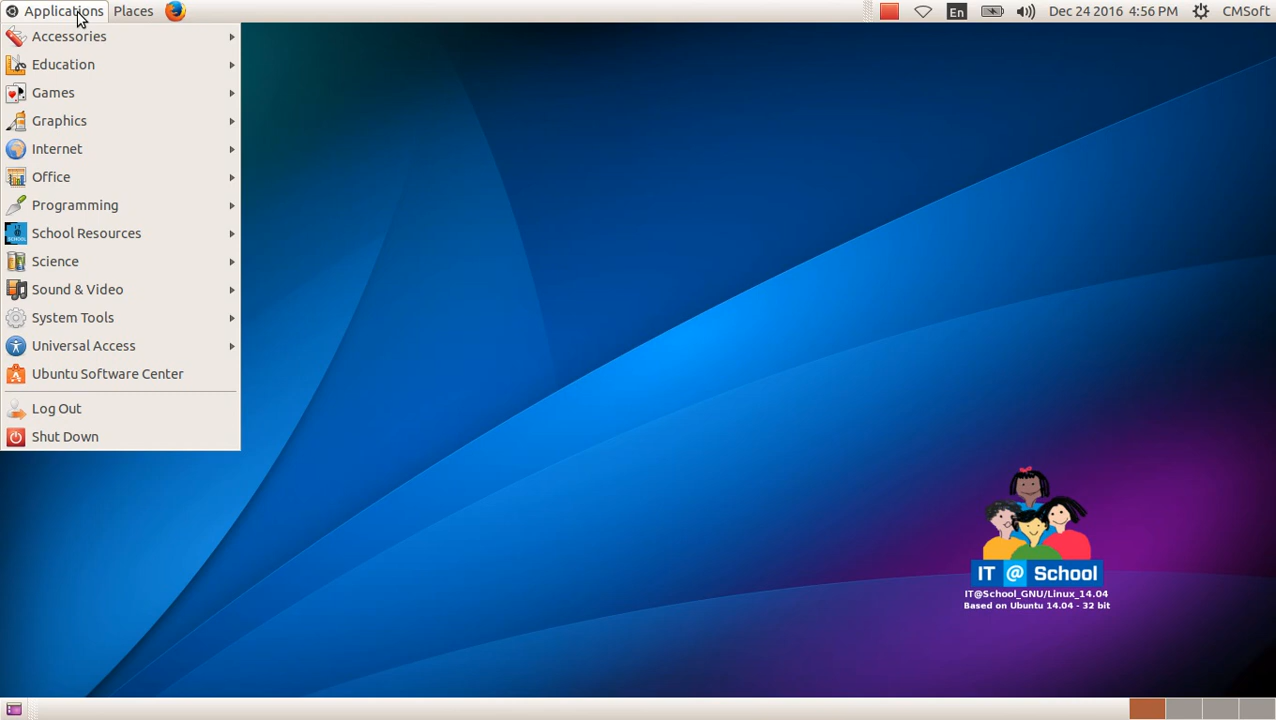 Applications Places En Dec 24 2016 4:56 PM CMSoft
Accessories
Education
Games
Graphics
Internet
Office
Programming
School Resources
Science
Sound & Video
System Tools
Universal Access
Ubuntu Software Center
Log Out
Shut Down
IT @ School
IT@School_GNU/Linux_14.04
Based on Ubuntu 14.04 - 32 bit